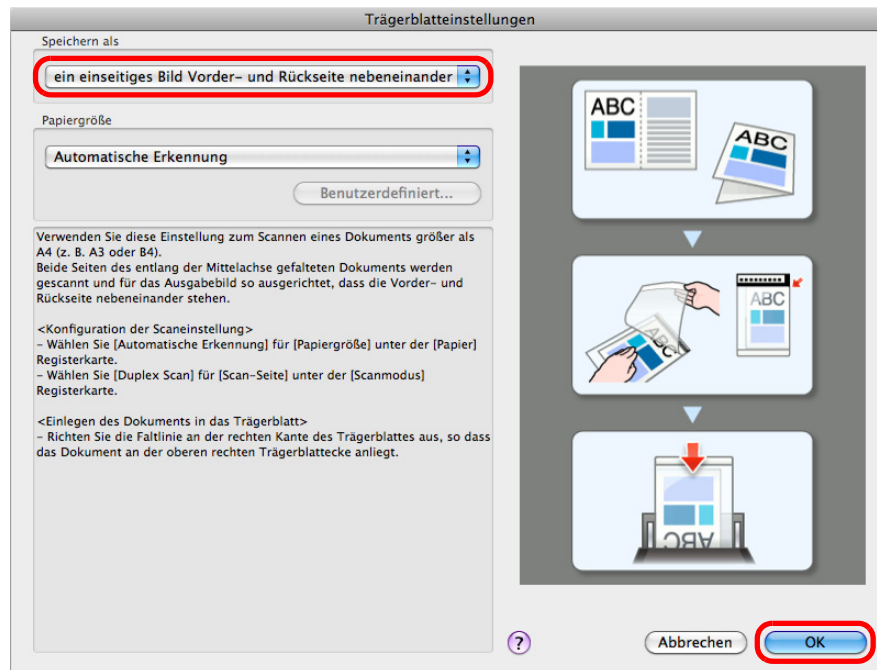 Trägerblatteinstellungen
Speichern als
ein einseitiges Bild Vorder- und Rückseite nebeneinander
Papiergröße
Automatische Erkennung
Benutzerdefiniert...
Verwenden Sie diese Einstellung zum Scannen eines Dokuments größer als
A4 (z. B. A3 oder B4).
Beide Seiten des entlang der Mittelachse gefalteten Dokuments werden
gescannt und für das Ausgabebild so ausgerichtet, dass die Vorder- und
Rückseite nebeneinander stehen.
<Konfiguration der Scaneinstellung>
- Wählen Sie [Automatische Erkennung] für [Papiergröße] unter der [Papier]
Registerkarte.
- Wählen Sie [Duplex Scan] für [Scan-Seite] unter der [Scanmodus]
Registerkarte.
<Einlegen des Dokuments in das Trägerblatt>
- Richten Sie die Faltlinie an der rechten Kante des Trägerblattes aus, so dass
das Dokument an der oberen rechten Trägerblattecke anliegt.
ABC
ABC
ABC
ABC
ABC
?
Abbrechen
OK